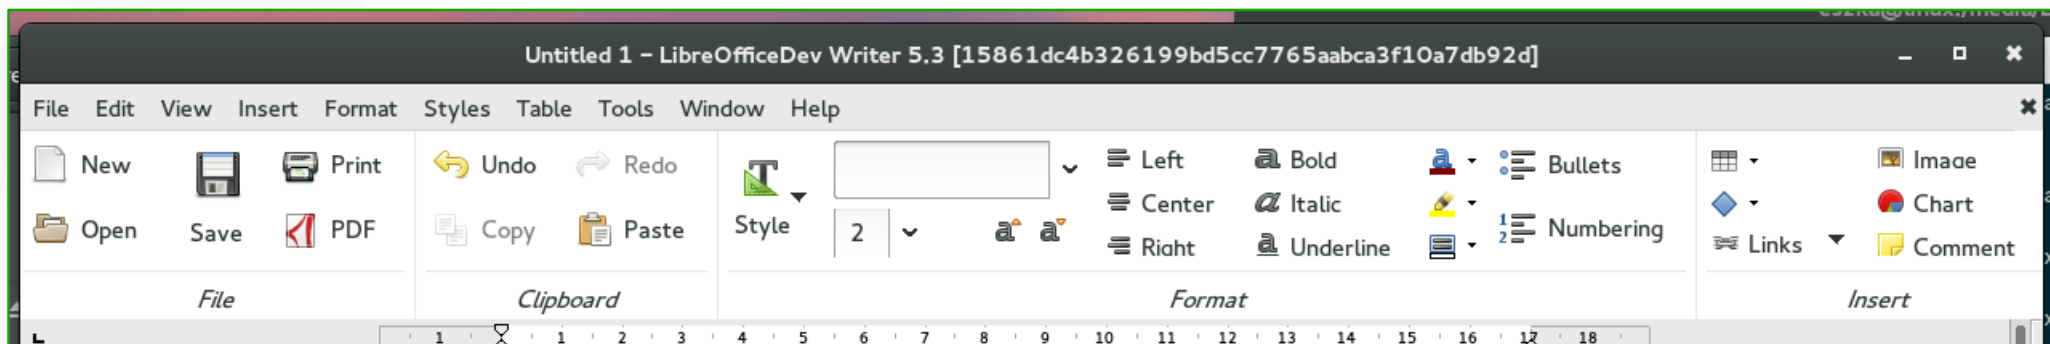 Untitled 1 – LibreOfficeDev Writer 5.3 [15861dc4b326199bd5cc7765aabca3f10a7db92d]
File Edit View Insert Format Styles Table Tools Window Help
New Print Undo Redo Left Bold Bullets Image
Save Style Center Italic Chart
Open PDF Copy Paste 2 Right Underline Numbering Links Comment
File Clipboard Format Insert
1 1 2 3 4 5 6 7 8 9 10 11 12 13 14 15 16 17 18